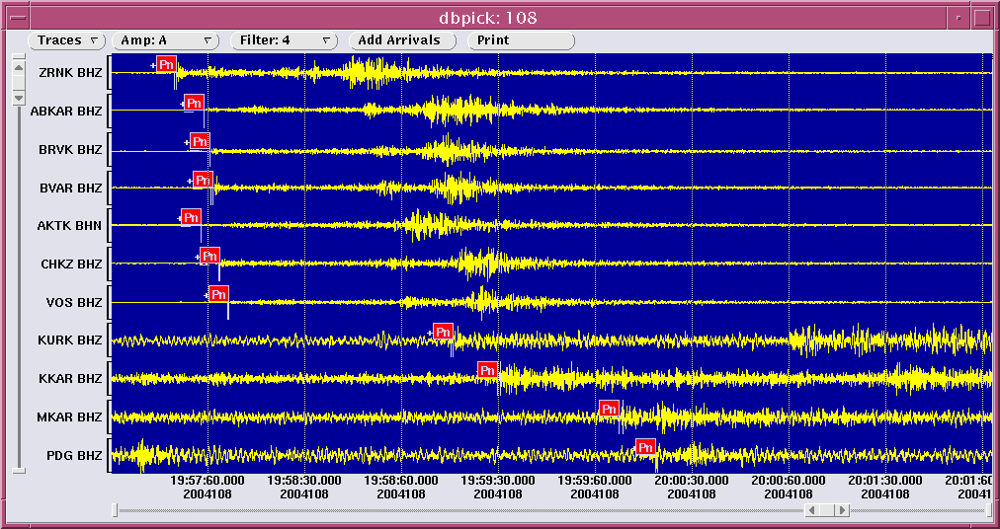 dbpick: 108
Traces Amp: A Filter: 4 Add Arrivals Print
ZRNK BHZ Pn
ABKAR BHZ Pn
BRVK BHZ Pn
BVAR BHZ Pn
AKTK BHN Pn
CHKZ BHZ Pn
VOS BHZ Pn
KURK BHZ Pn
KKAR BHZ Pn
MKAR BHZ Pn
PDG BHZ Pn
19:57:60.000 19:58:30.000 19:58:60.000 19:59:30.000 19:59:60.000 20:00:30.000 20:00:60.000 20:01:30.000 20:01:60
2004108 2004108 2004108 2004108 2004108 2004108 2004108 2004108 20041